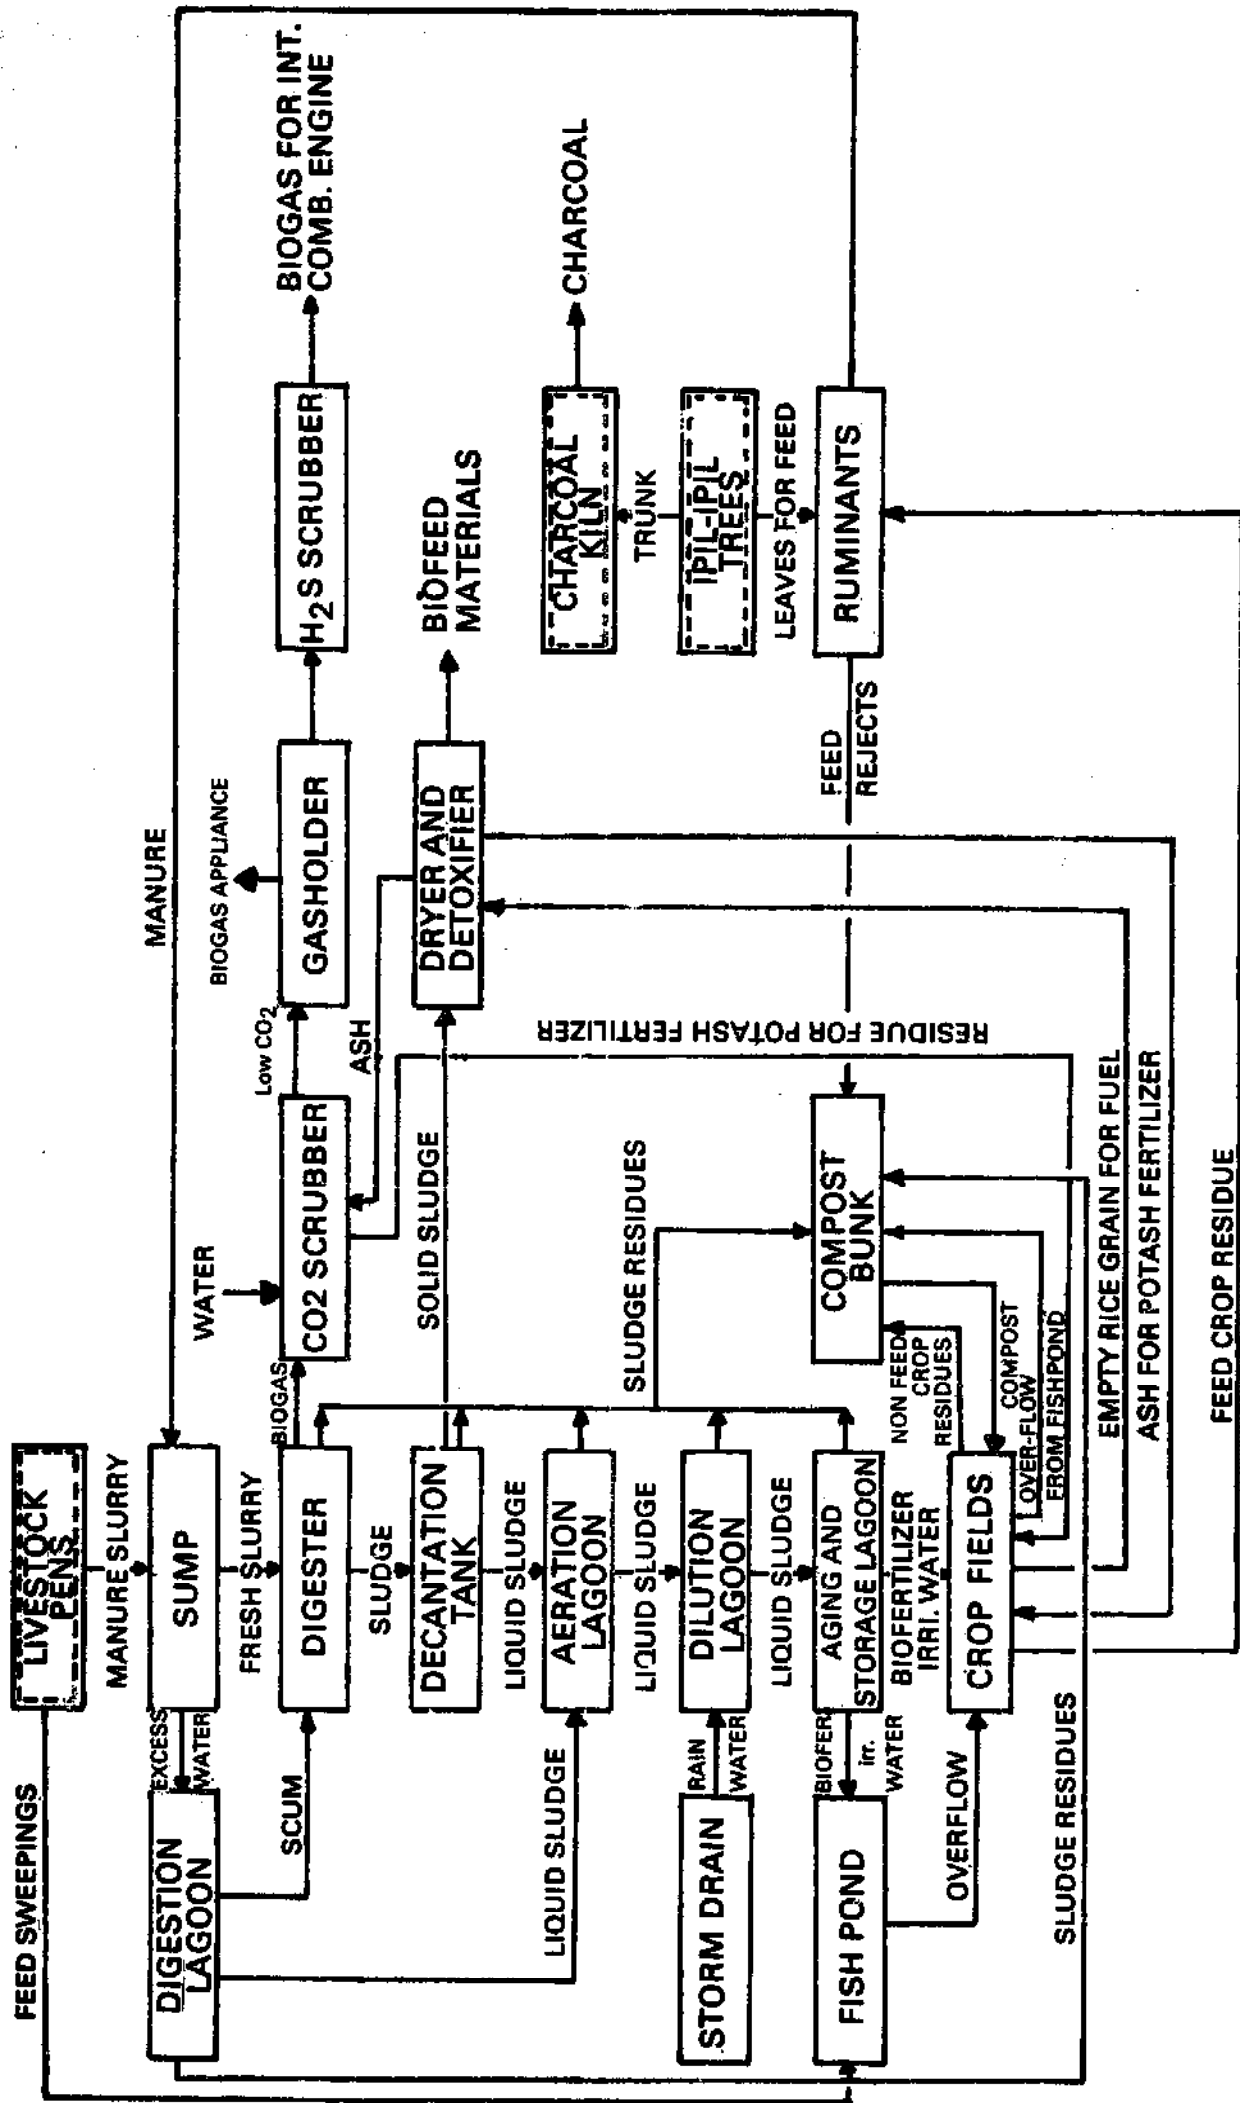 FEED SWEEPINGS
LIVESTOCK
PENS
MANURE SLURRY
MANURE
DIGESTION
LAGOON
EXCESS
WATER
SUMP
FRESH SLURRY
SCUM
DIGESTER
BIOGAS
WATER
CO2 SCRUBBER
Low CO2
GASHOLDER
BIOGAS APPLIANCE
H2S SCRUBBER
BIOGAS FOR INT.
COMB. ENGINE
SLUDGE
ASH
DECANTATION
TANK
SOLID SLUDGE
DRYER AND
DETOXIFIER
BIOFEED
MATERIALS
LIQUID SLUDGE
LIQUID SLUDGE
AERATION
LAGOON
RESIDUE FOR POTASH FERTILIZER
CHARCOAL
KILN
CHARCOAL
LIQUID SLUDGE
SLUDGE RESIDUES
TRUNK
STORM DRAIN
RAIN
WATER
DILUTION
LAGOON
IPIL-IPIL
TREES
LIQUID SLUDGE
LEAVES FOR FEED
FISH POND
BIOFER
irr.
WATER
AGING AND
STORAGE LAGOON
COMPOST
BUNK
FEED
REJECTS
RUMINANTS
BIOFERTILIZER
IRRI. WATER
NON FEED
CROP
RESIDUES
OVERFLOW
CROP FIELDS
COMPOST
OVER-FLOW
FROM FISHPOND
SLUDGE RESIDUES
EMPTY RICE GRAIN FOR FUEL
ASH FOR POTASH FERTILIZER
FEED CROP RESIDUE